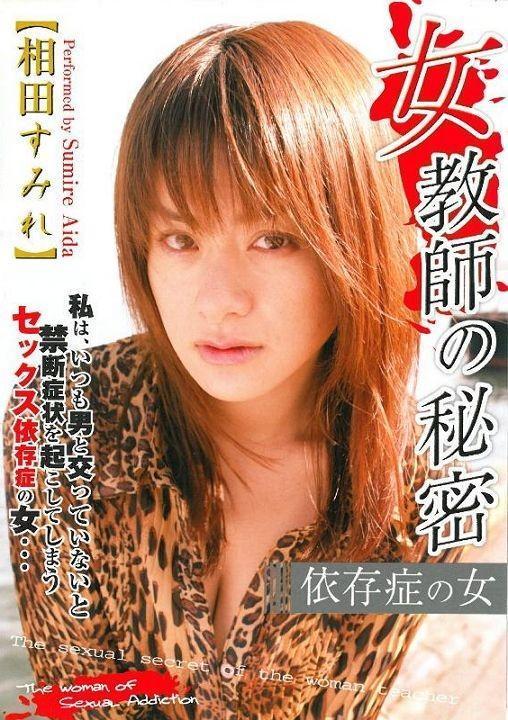 女教師の秘密
依存症の女
【相田すみれ】
Performed by Sumire Aida
私は、いつも男と交っていないと
禁断症状を起こしてしまう
セックス依存症の女…
The sexual secret of the woman teacher
The woman of
Sexual Addiction